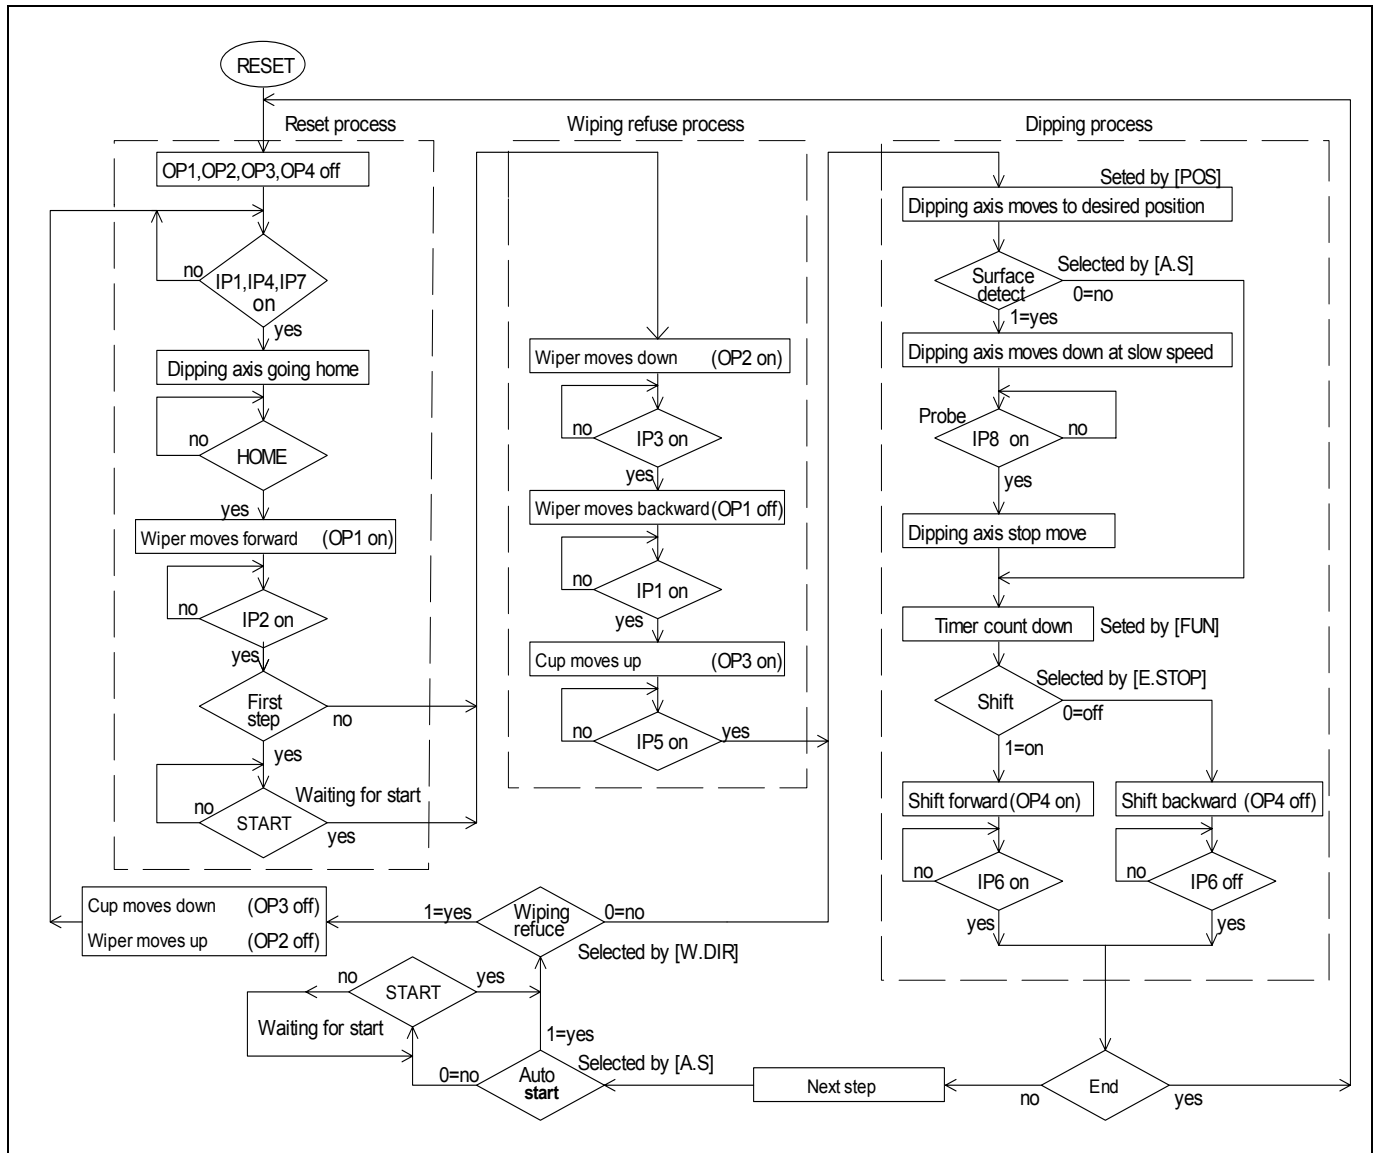 RESET
Reset process
OP1,OP2,OP3,OP4 off
no
IP1,IP4,IP7
on
yes
Dipping axis going home
no
HOME
yes
Wiper moves forward (OP1 on)
no
IP2 on
yes
First
step
no
yes
Waiting for start
no
START
yes
Wiping refuse process
Wiper moves down (OP2 on)
no
IP3 on
yes
Wiper moves backward (OP1 off)
no
IP1 on
yes
Cup moves up (OP3 on)
no
IP5 on
yes
Dipping process
Seted by [POS]
Dipping axis moves to desired position
Selected by [A.S]
Surface
detect
0=no
1=yes
Dipping axis moves down at slow speed
Probe
IP8 on
no
yes
Dipping axis stop move
Timer count down
Seted by [FUN]
Selected by [E.STOP]
Shift
0=off
1=on
Shift forward (OP4 on)
Shift backward (OP4 off)
no
IP6 on
yes
no
IP6 off
yes
Cup moves down (OP3 off)
Wiper moves up (OP2 off)
1=yes
Wiping
refuce
0=no
Selected by [W.DIR]
no
START
yes
Waiting for start
1=yes
0=no
Auto
start
Selected by [A.S]
Next step
no
End
yes